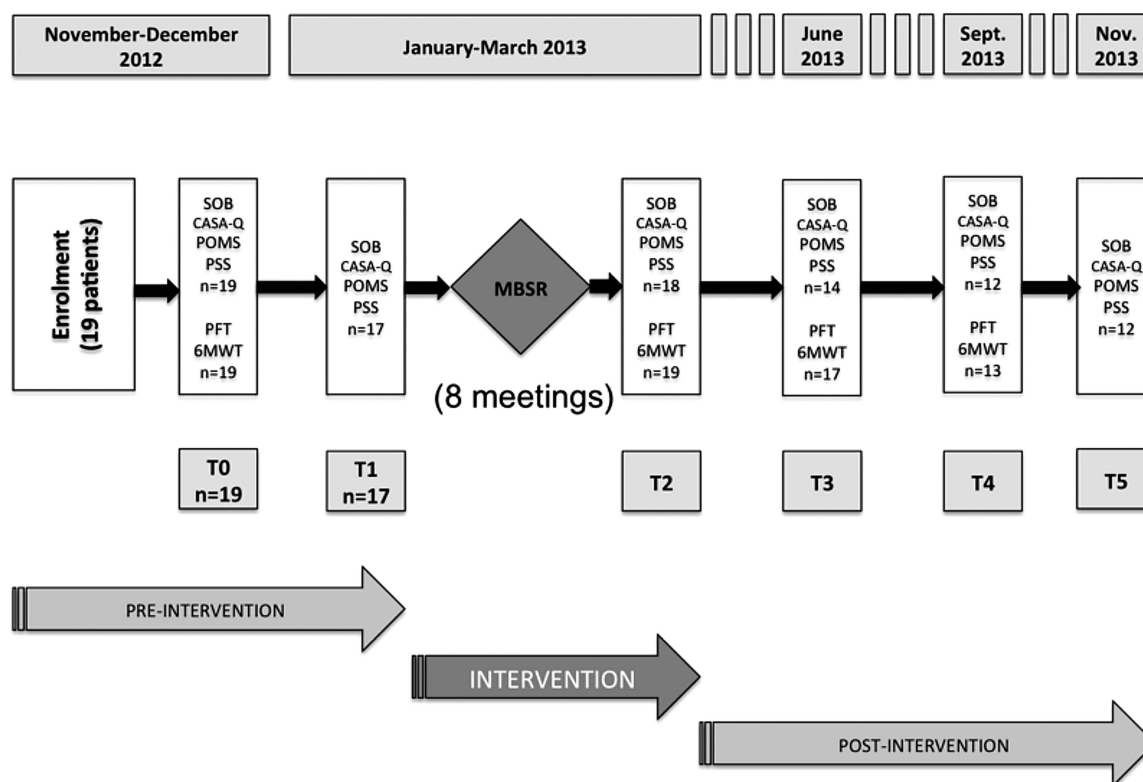 November-December
2012
January-March 2013
June
2013
Sept.
2013
Nov.
2013
Enrolment
(19 patients)
SOB
CASA-Q
POMS
PSS
n=19
PFT
6MWT
n=19
SOB
CASA-Q
POMS
PSS
n=17
MBSR
(8 meetings)
SOB
CASA-Q
POMS
PSS
n=18
PFT
6MWT
n=19
SOB
CASA-Q
POMS
PSS
n=14
PFT
6MWT
n=17
SOB
CASA-Q
POMS
PSS
n=12
PFT
6MWT
n=13
SOB
CASA-Q
POMS
PSS
n=12
T0
n=19
T1
n=17
T2
T3
T4
T5
PRE-INTERVENTION
INTERVENTION
POST-INTERVENTION